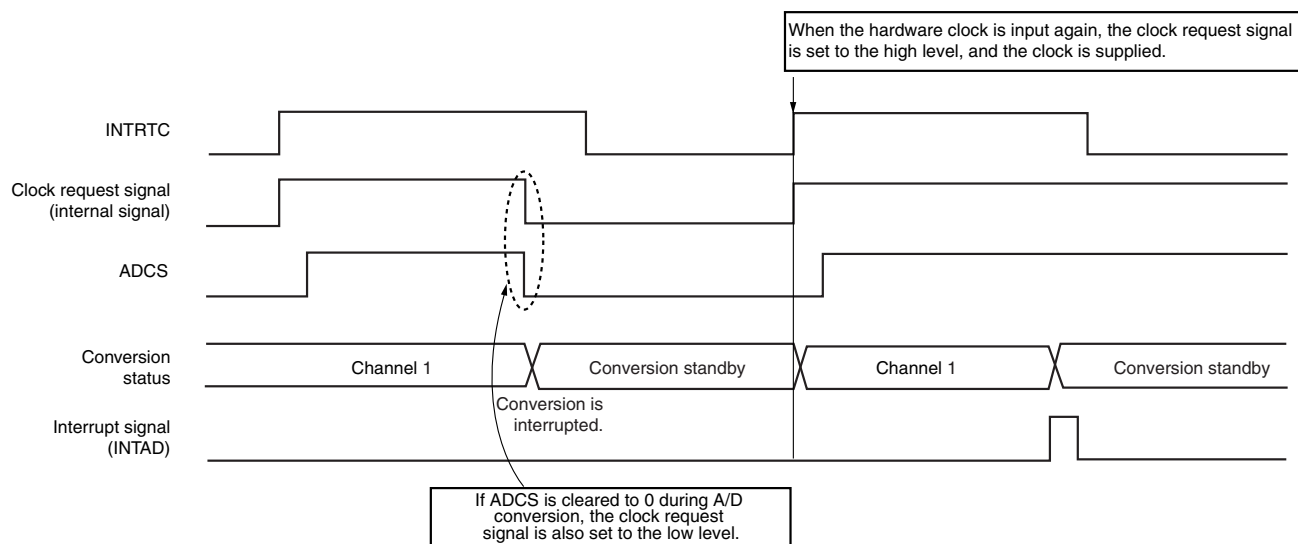 When the hardware clock is input again, the clock request signal
is set to the high level, and the clock is supplied.
INTRTC
Clock request signal
(internal signal)
ADCS
Conversion
status
Channel 1
Conversion standby
Channel 1
Conversion standby
Conversion is
interrupted.
Interrupt signal
(INTAD)
If ADCS is cleared to 0 during A/D
conversion, the clock request
signal is also set to the low level.